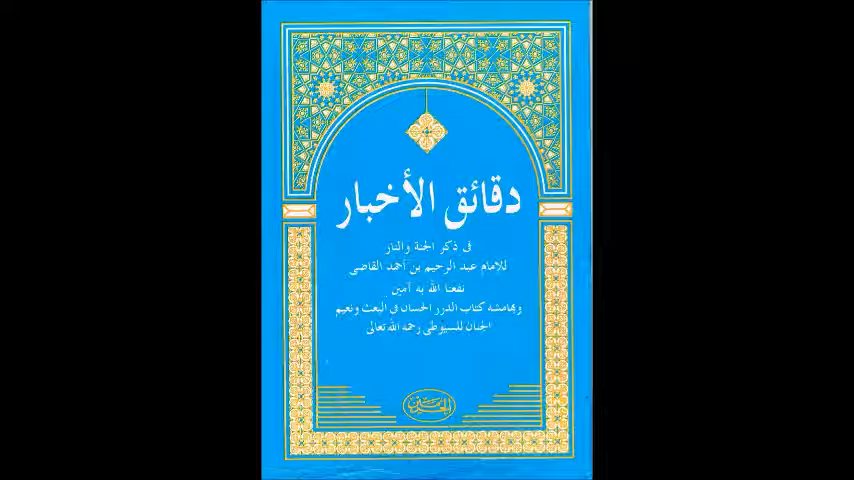 دقائق الأخبار
فى ذكر الجنة والنار
للامام عبد الرحيم بن أحمد القاضى
نفعنا الله به آمين
وبهامشه كتاب الدرر الحسان فى البعث ونعيم
الجنان للسيوطى رحمه الله تعالى
الحرمين